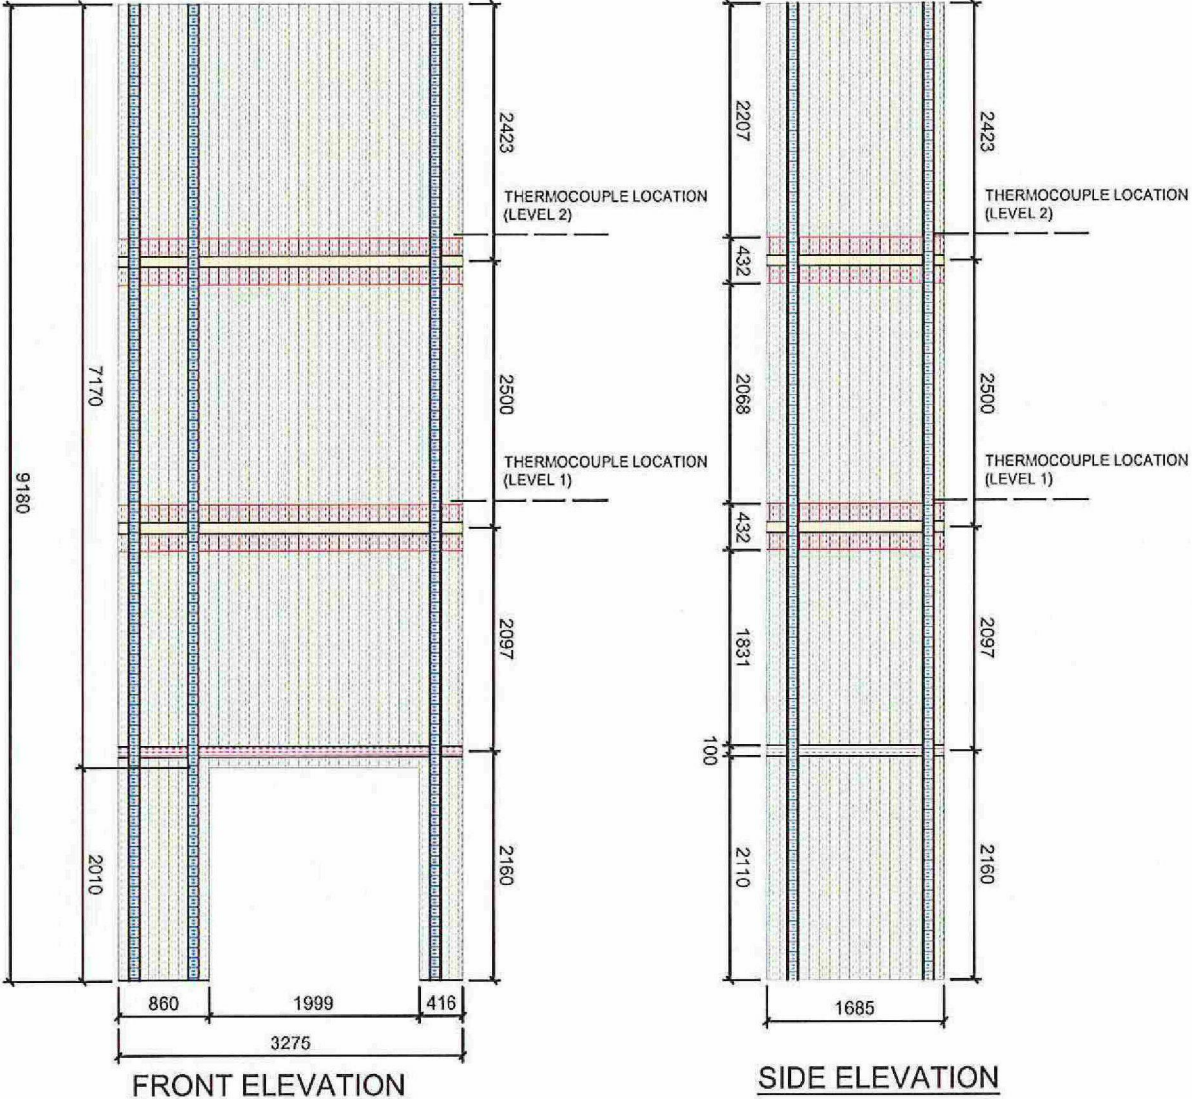 2423
THERMOCOUPLE LOCATION
(LEVEL 2)
2500
7170
9180
THERMOCOUPLE LOCATION
(LEVEL 1)
2097
2010
2160
860
1999
416
3275
FRONT ELEVATION
2207
2423
THERMOCOUPLE LOCATION
(LEVEL 2)
432
2068
2500
THERMOCOUPLE LOCATION
(LEVEL 1)
432
1831
2097
100
2110
2160
1685
SIDE ELEVATION